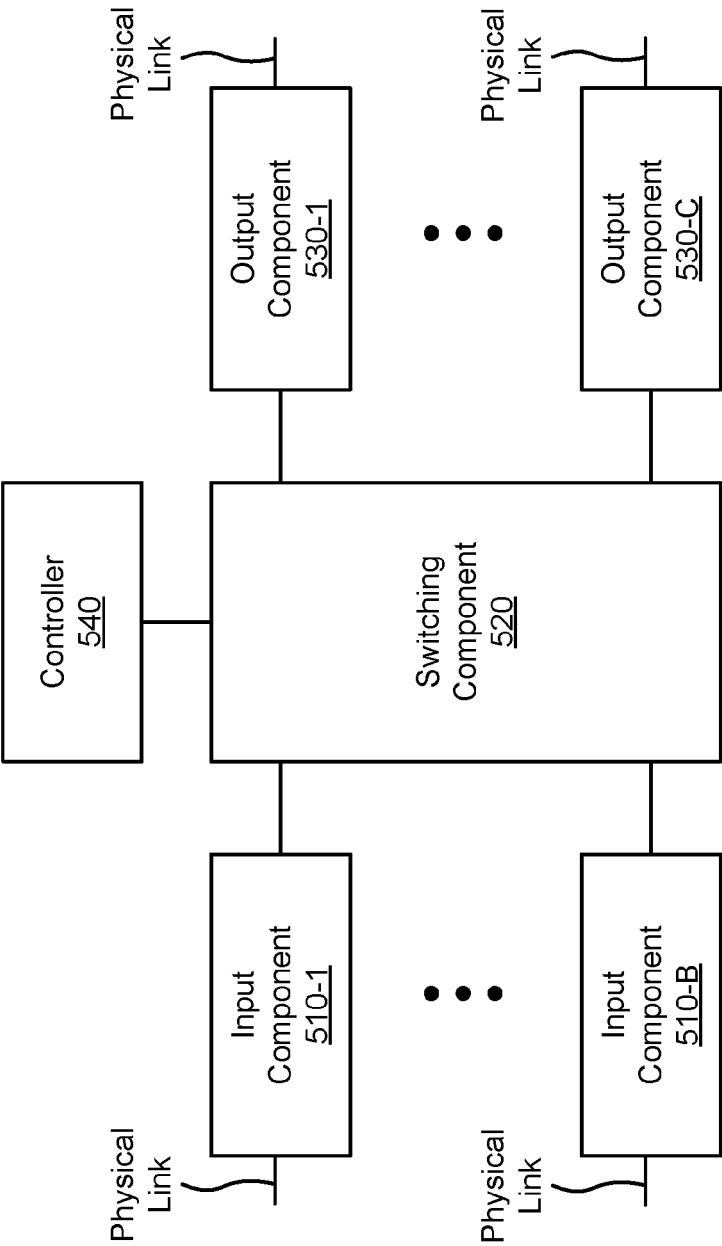 Controller
540
Physical
Link
Input
Component
510-1
Switching
Component
520
Output
Component
530-1
Physical
Link
Physical
Link
Input
Component
510-B
Output
Component
530-C
Physical
Link